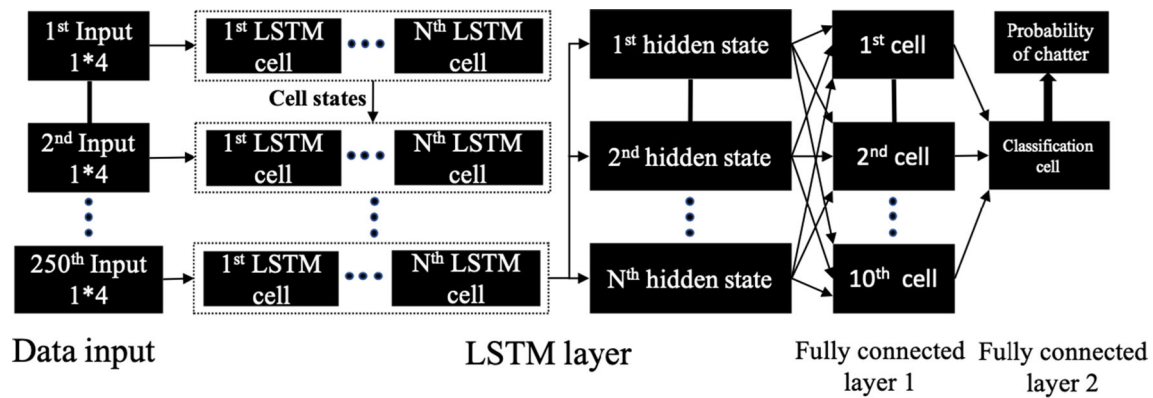 1st Input
1*4
1st LSTM
cell
Nth LSTM
cell
1st hidden state
1st cell
Probability
of chatter
Cell states
2nd Input
1*4
1st LSTM
cell
Nth LSTM
cell
2nd hidden state
2nd cell
Classification
cell
250th Input
1*4
1st LSTM
cell
Nth LSTM
cell
Nth hidden state
10th cell
Data input
LSTM layer
Fully connected
layer 1
Fully connected
layer 2